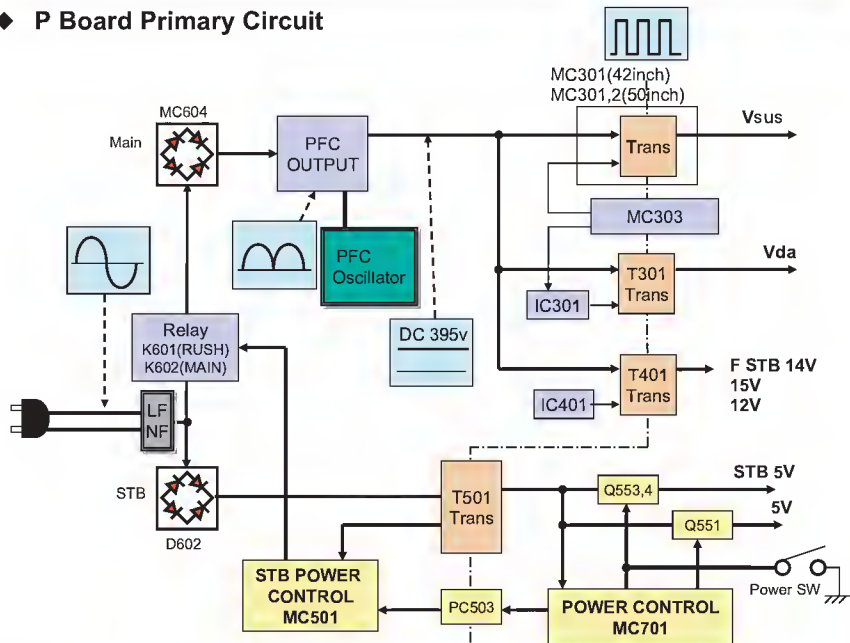 ◆ P Board Primary Circuit
MC301(42inch)
MC301,2(50inch)
MC604
Main
PFC
OUTPUT
Trans
Vsus
MC303
PFC
Oscillator
T301
Trans
Vda
IC301
Relay
K601(RUSH)
K602(MAIN)
DC 395v
T401
Trans
F STB 14V
15V
12V
IC401
LF
NF
STB
D602
T501
Trans
Q553,4
STB 5V
5V
Q551
Power SW
STB POWER
CONTROL
MC501
PC503
POWER CONTROL
MC701